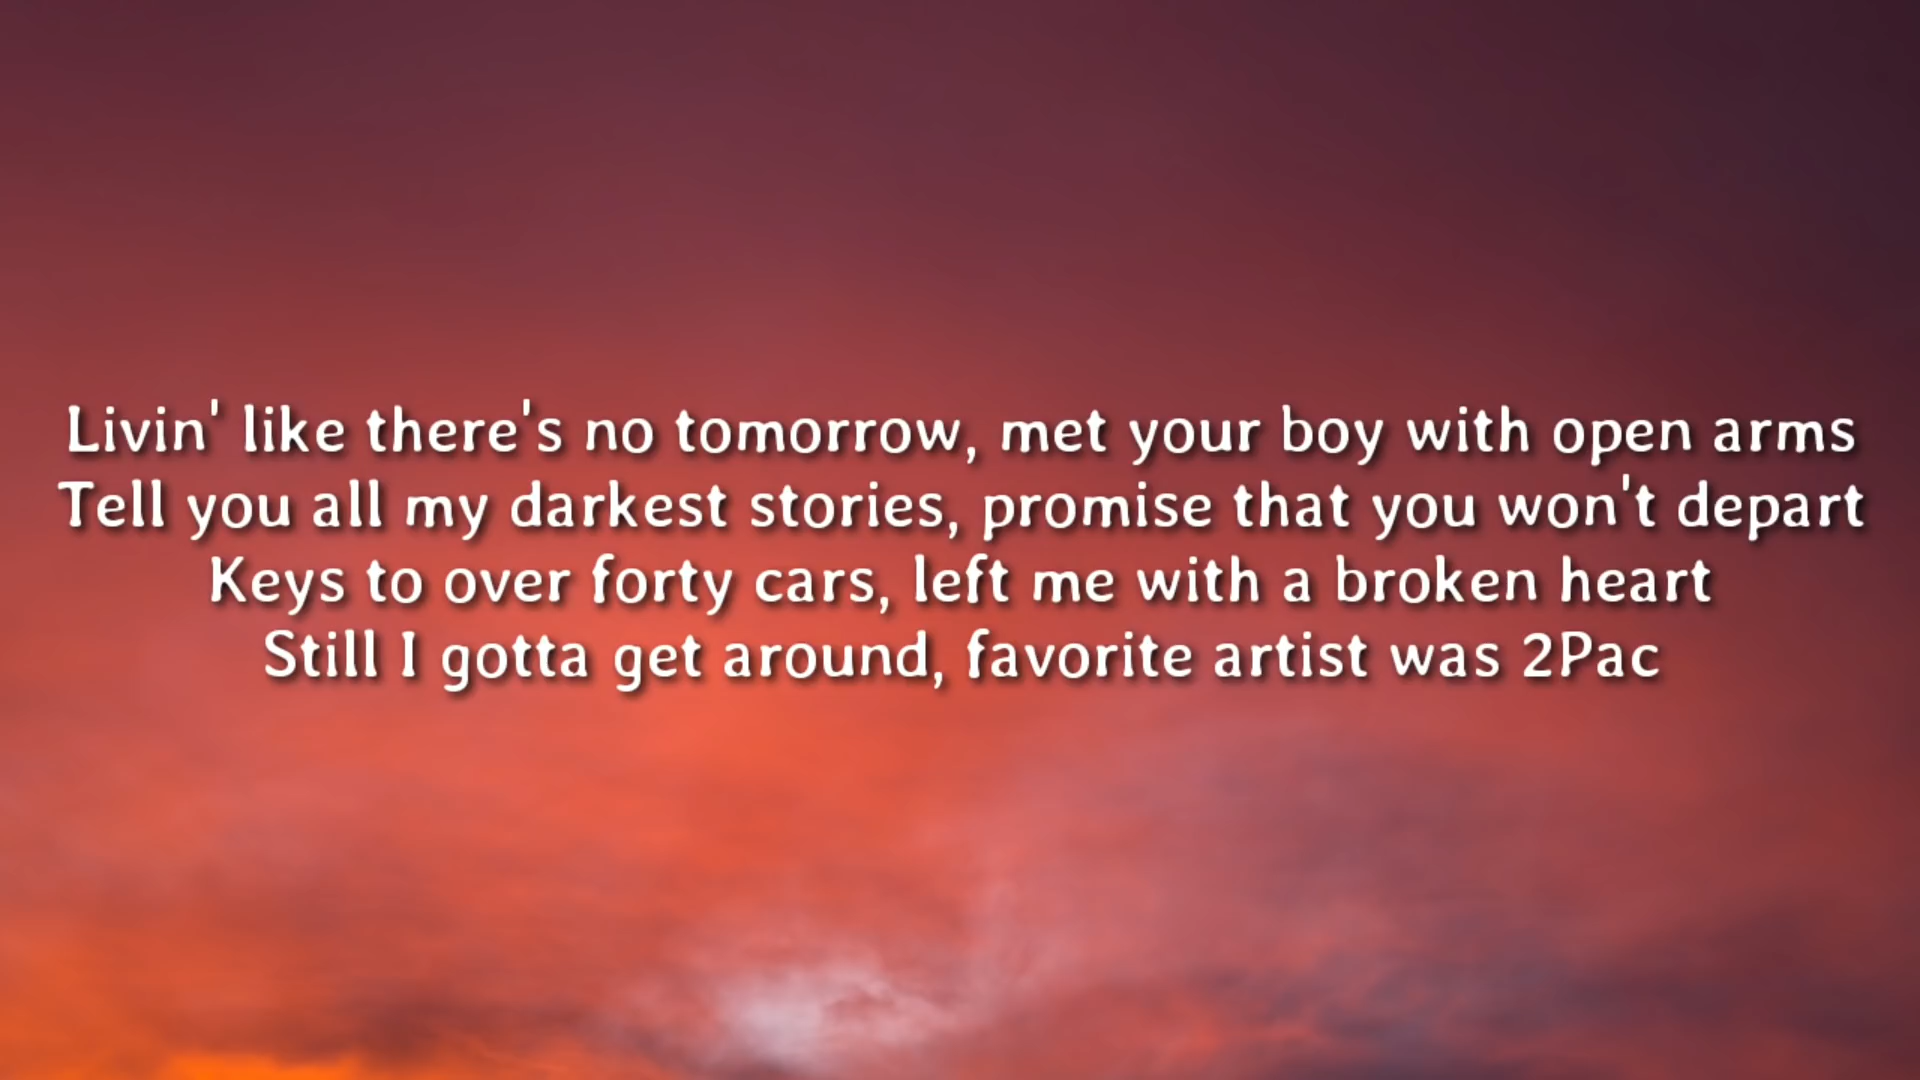 Livin' like there's no tomorrow, met your boy with open arms
Tell you all my darkest stories, promise that you won't depart
Keys to over forty cars, left me with a broken heart
Still I gotta get around, favorite artist was 2Pac